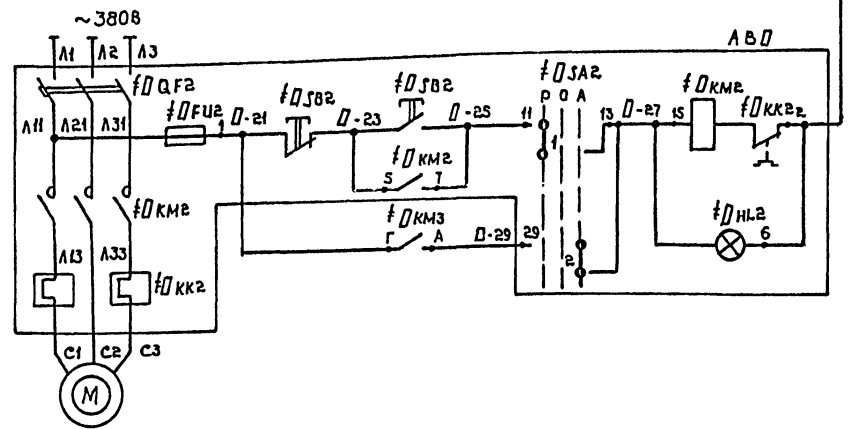 ~380В
Л1 Л2 Л3
АВО
QF2
Л11 Л21 Л31
FU2
1
П-21
SB2
П-23
SB2
П-25
KM2
5 7
11
SA2
Р О А
1
13
П-27
15
KM2
KK2
2
KM2
KM3
Г А
П-29
29
2
HL2
6
Л13 Л33
KK2
С1 С2 С3
М